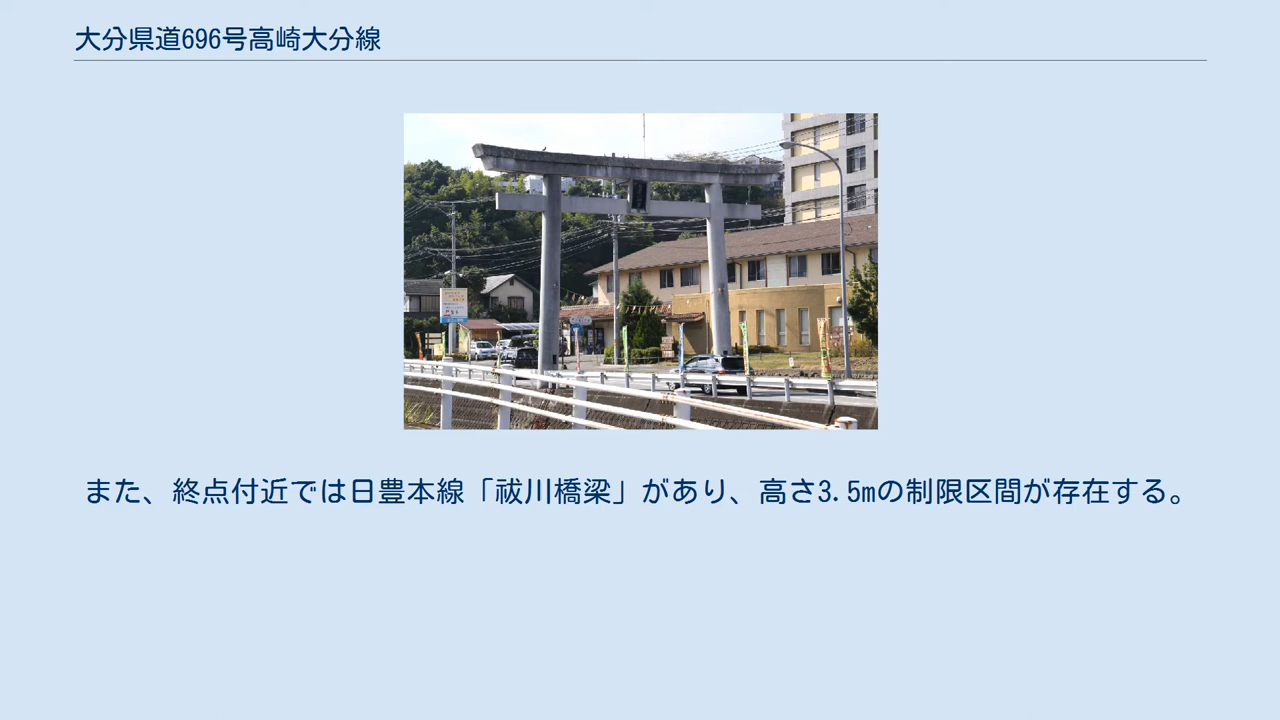 大分県道696号高崎大分線
また、終点付近では日豊本線「祓川橋梁」があり、高さ3.5mの制限区間が存在する。